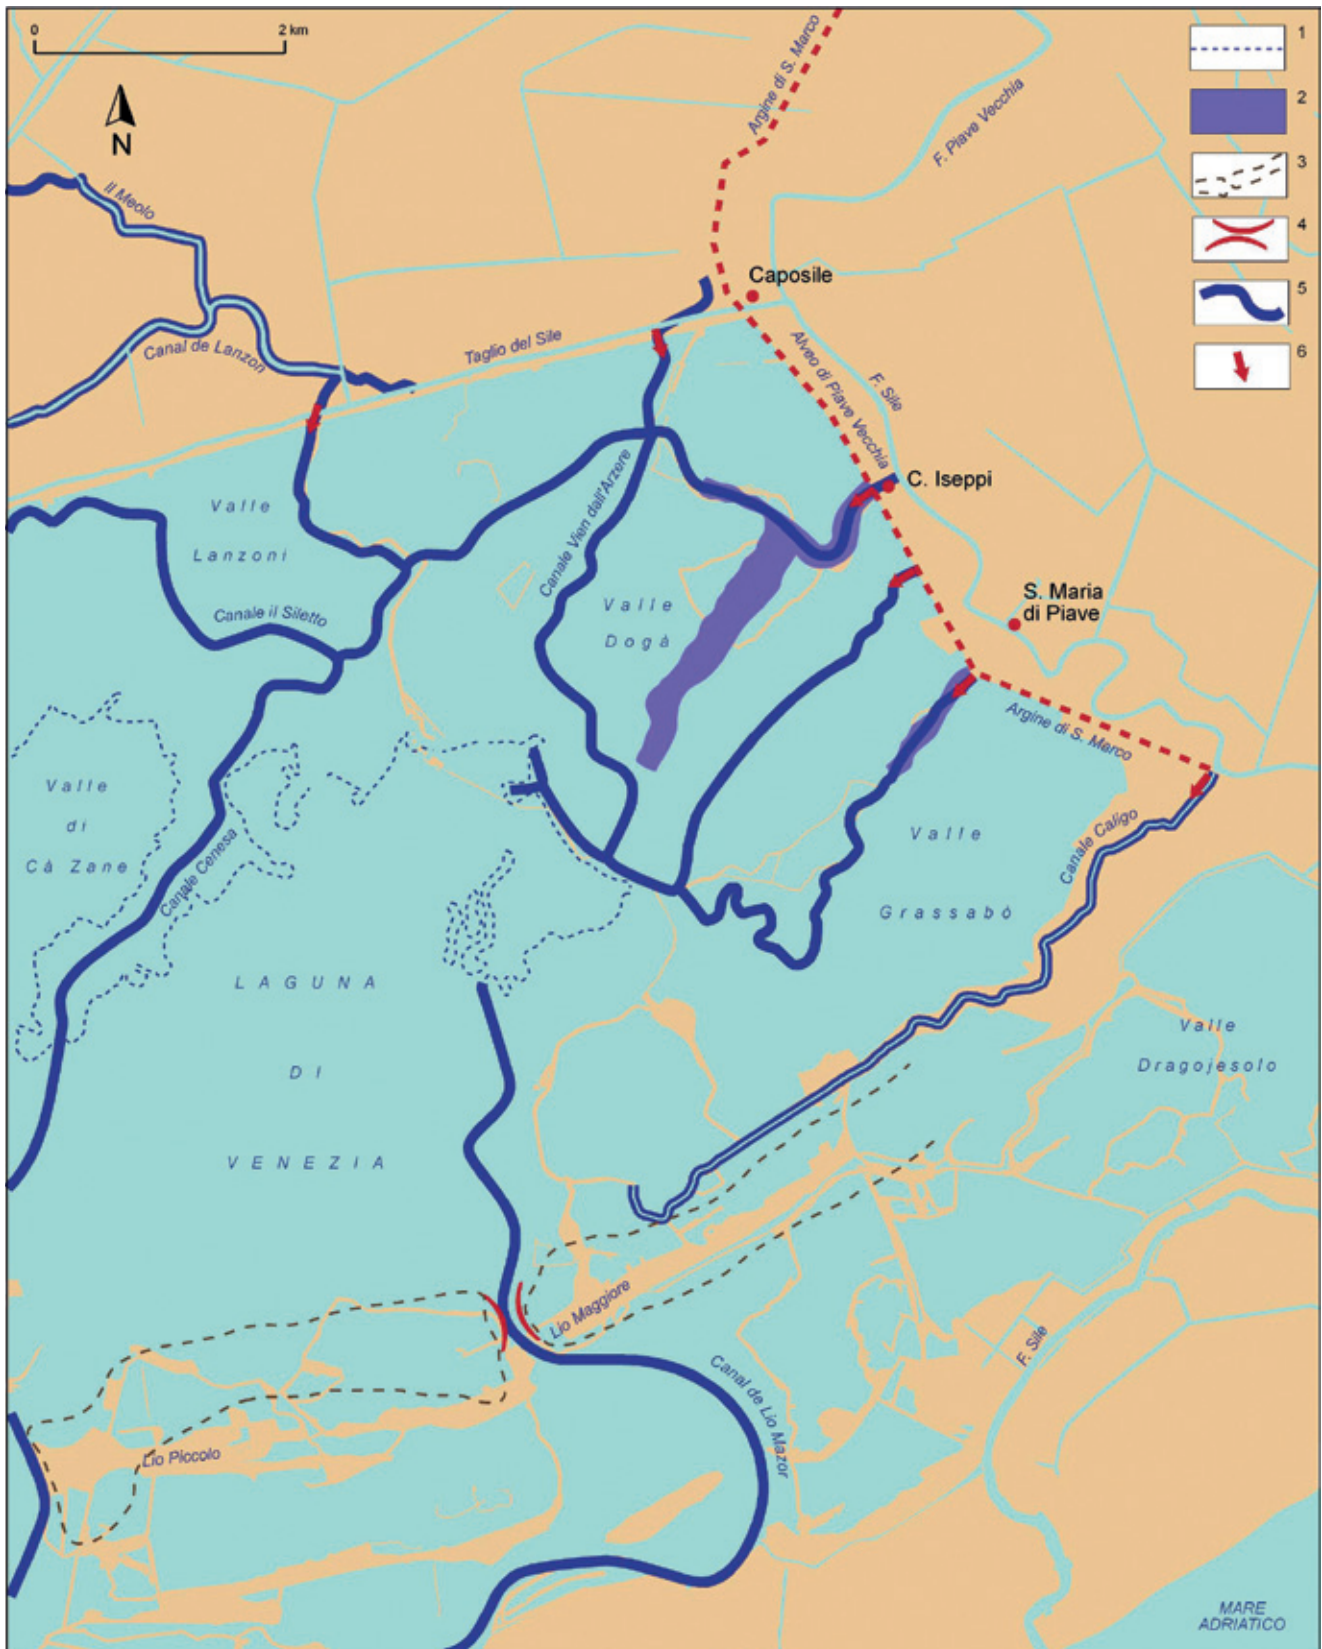 0
2 km
N
1
2
3
4
5
6
Argine di S. Marco
F. Piave Vecchia
Il Meolo
Caposile
Canal de Lanzon
Taglio del Sile
Alveo di Piave Vecchia
F. Sile
C. Iseppi
Canale Vien dall'Arzere
Valle
Lanzoni
Canale il Siletto
Valle
Dogà
S. Maria
di Piave
Argine di S. Marco
Valle
di
Cà Zane
Canale Cenesa
Valle
Grassabò
Canale Caligo
LAGUNA
DI
VENEZIA
Valle
Dragojesolo
Lio Maggiore
F. Sile
Canal de Lio Mazor
Lio Piccolo
MARE
ADRIATICO